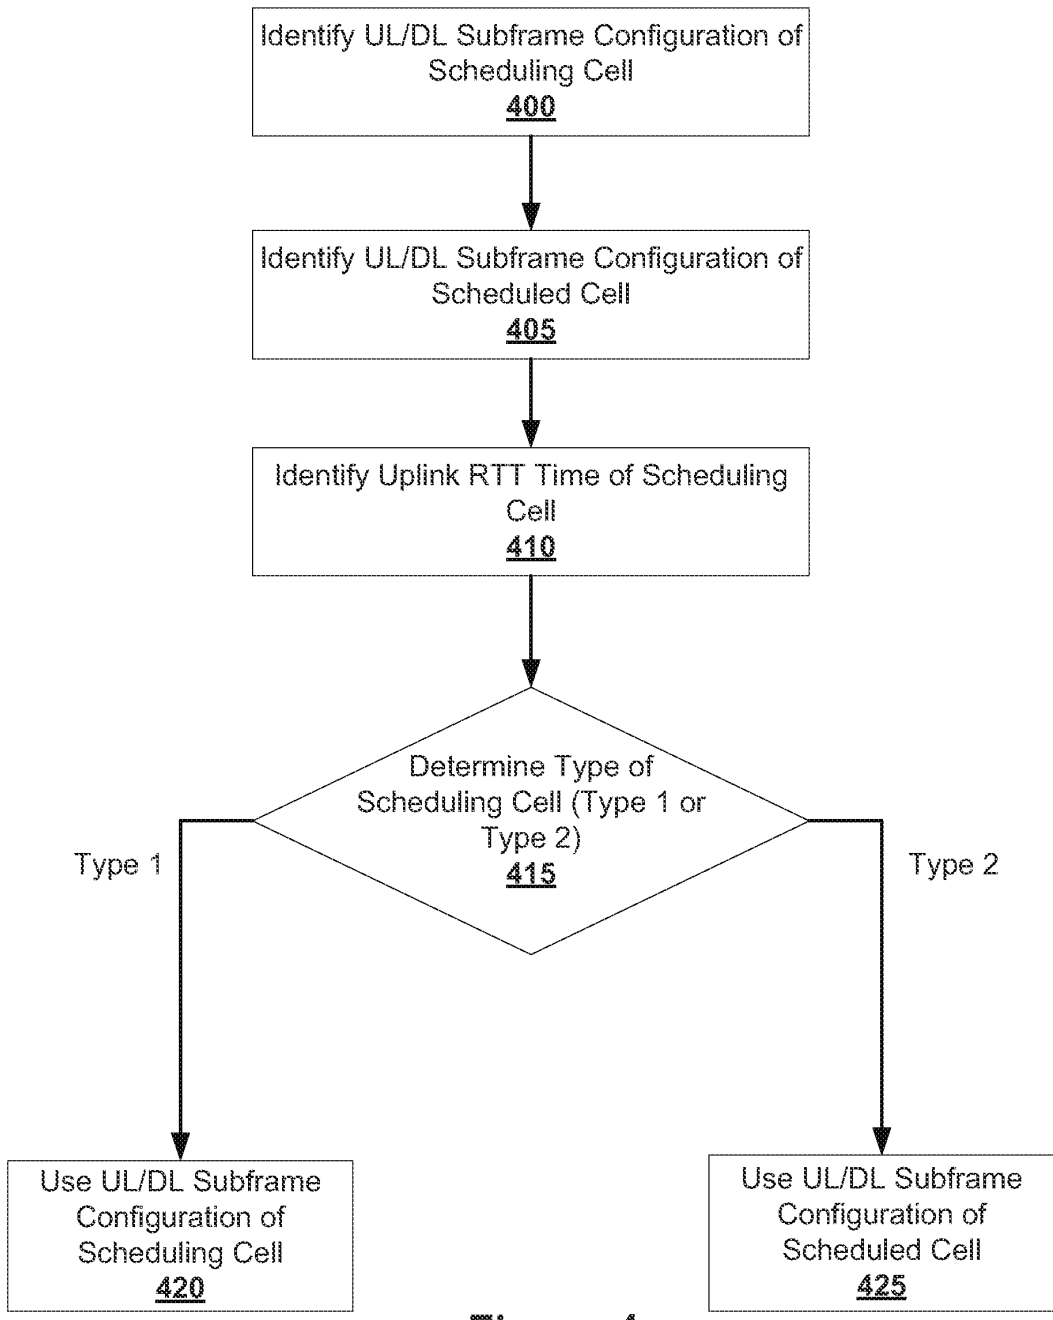 Identify UL/DL Subframe Configuration of
Scheduling Cell
400
Identify UL/DL Subframe Configuration of
Scheduled Cell
405
Identify Uplink RTT Time of Scheduling
Cell
410
Determine Type of
Scheduling Cell (Type 1 or
Type 2)
415
Type 1
Type 2
Use UL/DL Subframe
Configuration of
Scheduling Cell
420
Use UL/DL Subframe
Configuration of
Scheduled Cell
425